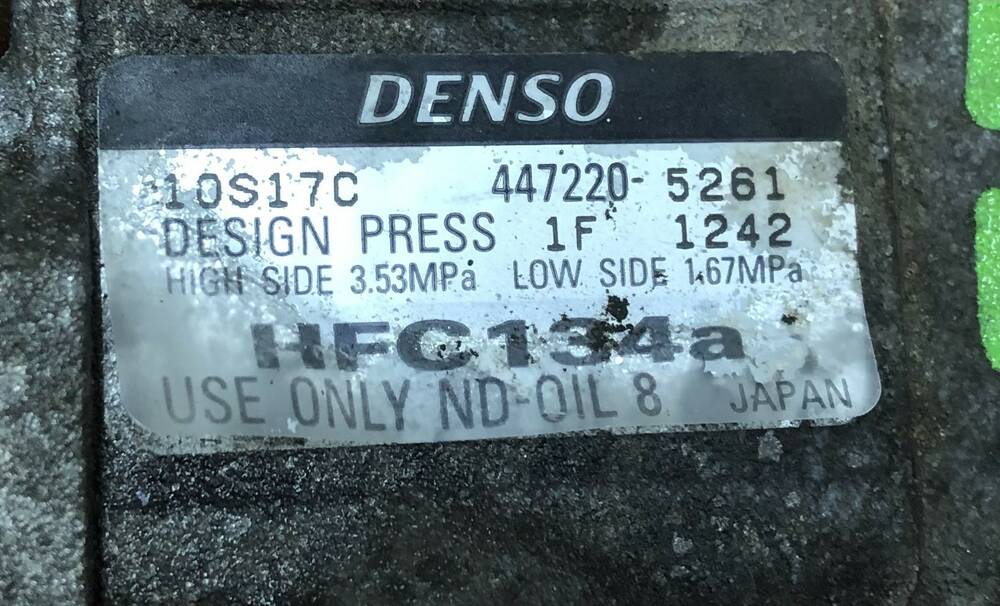 DENSO
10S17C 447220-5261
DESIGN PRESS 1F 1242
HIGH SIDE 3.53MPa LOW SIDE 1.67MPa
HFC134a
USE ONLY ND-OIL 8 JAPAN